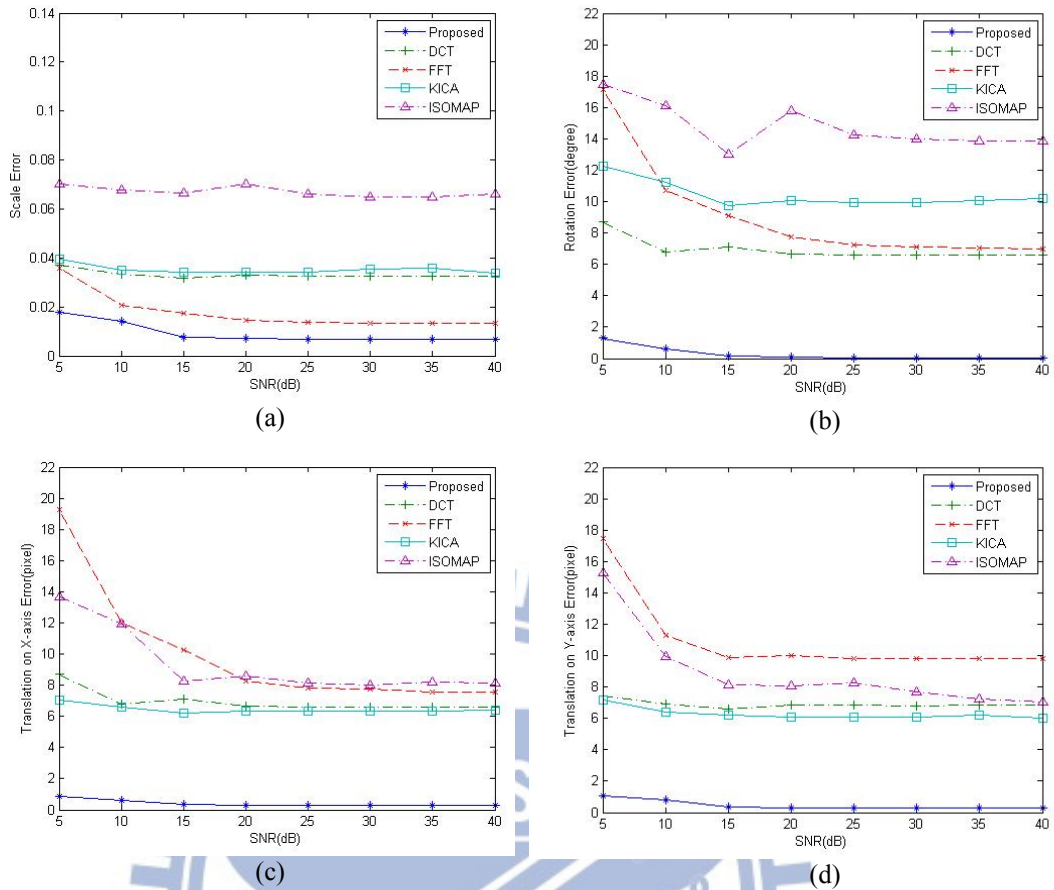 0.14
0.12
0.1
0.08
0.06
0.04
0.02
0
Scale Error
5 10 15 20 25 30 35 40
SNR(dB)
Proposed
DCT
FFT
KICA
ISOMAP
(a)
22
20
18
16
14
12
10
8
6
4
2
0
Rotation Error(degree)
5 10 15 20 25 30 35 40
SNR(dB)
Proposed
DCT
FFT
KICA
ISOMAP
(b)
22
20
18
16
14
12
10
8
6
4
2
0
Translation on X-axis Error(pixel)
5 10 15 20 25 30 35 40
SNR(dB)
Proposed
DCT
FFT
KICA
ISOMAP
(c)
22
20
18
16
14
12
10
8
6
4
2
0
Translation on Y-axis Error(pixel)
5 10 15 20 25 30 35 40
SNR(dB)
Proposed
DCT
FFT
KICA
ISOMAP
(d)